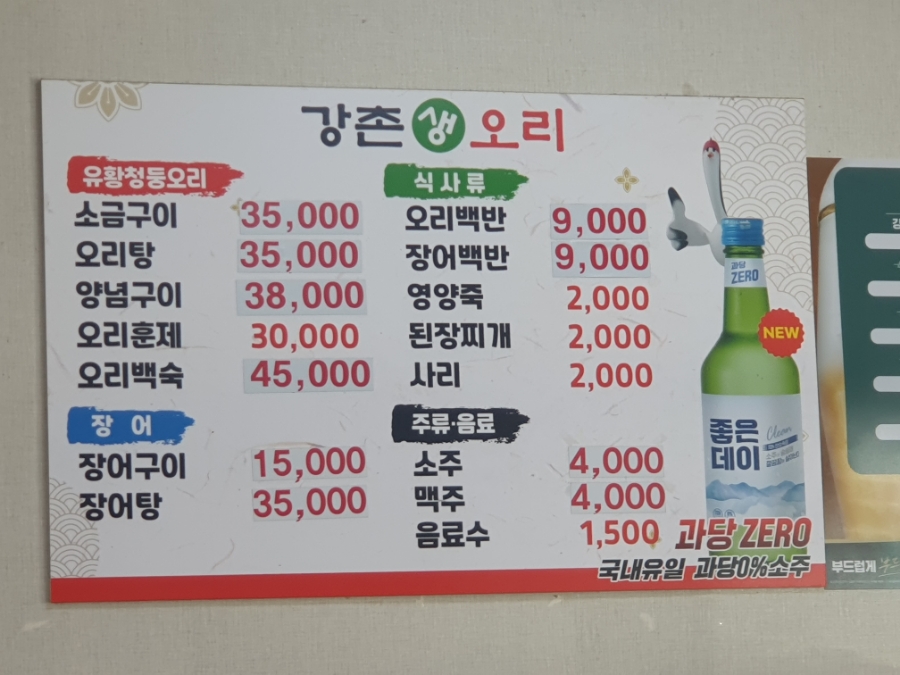 강촌생오리
유황청둥오리
소금구이 35,000
오리탕 35,000
양념구이 38,000
오리훈제 30,000
오리백숙 45,000
장어
장어구이 15,000
장어탕 35,000
식사류
오리백반 9,000
장어백반 9,000
영양죽 2,000
된장찌개 2,000
사리 2,000
주류·음료
소주 4,000
맥주 4,000
음료수 1,500
과당
ZERO
NEW
좋은
데이
Clean
과당 ZERO
국내유일 과당0%소주
부드럽게